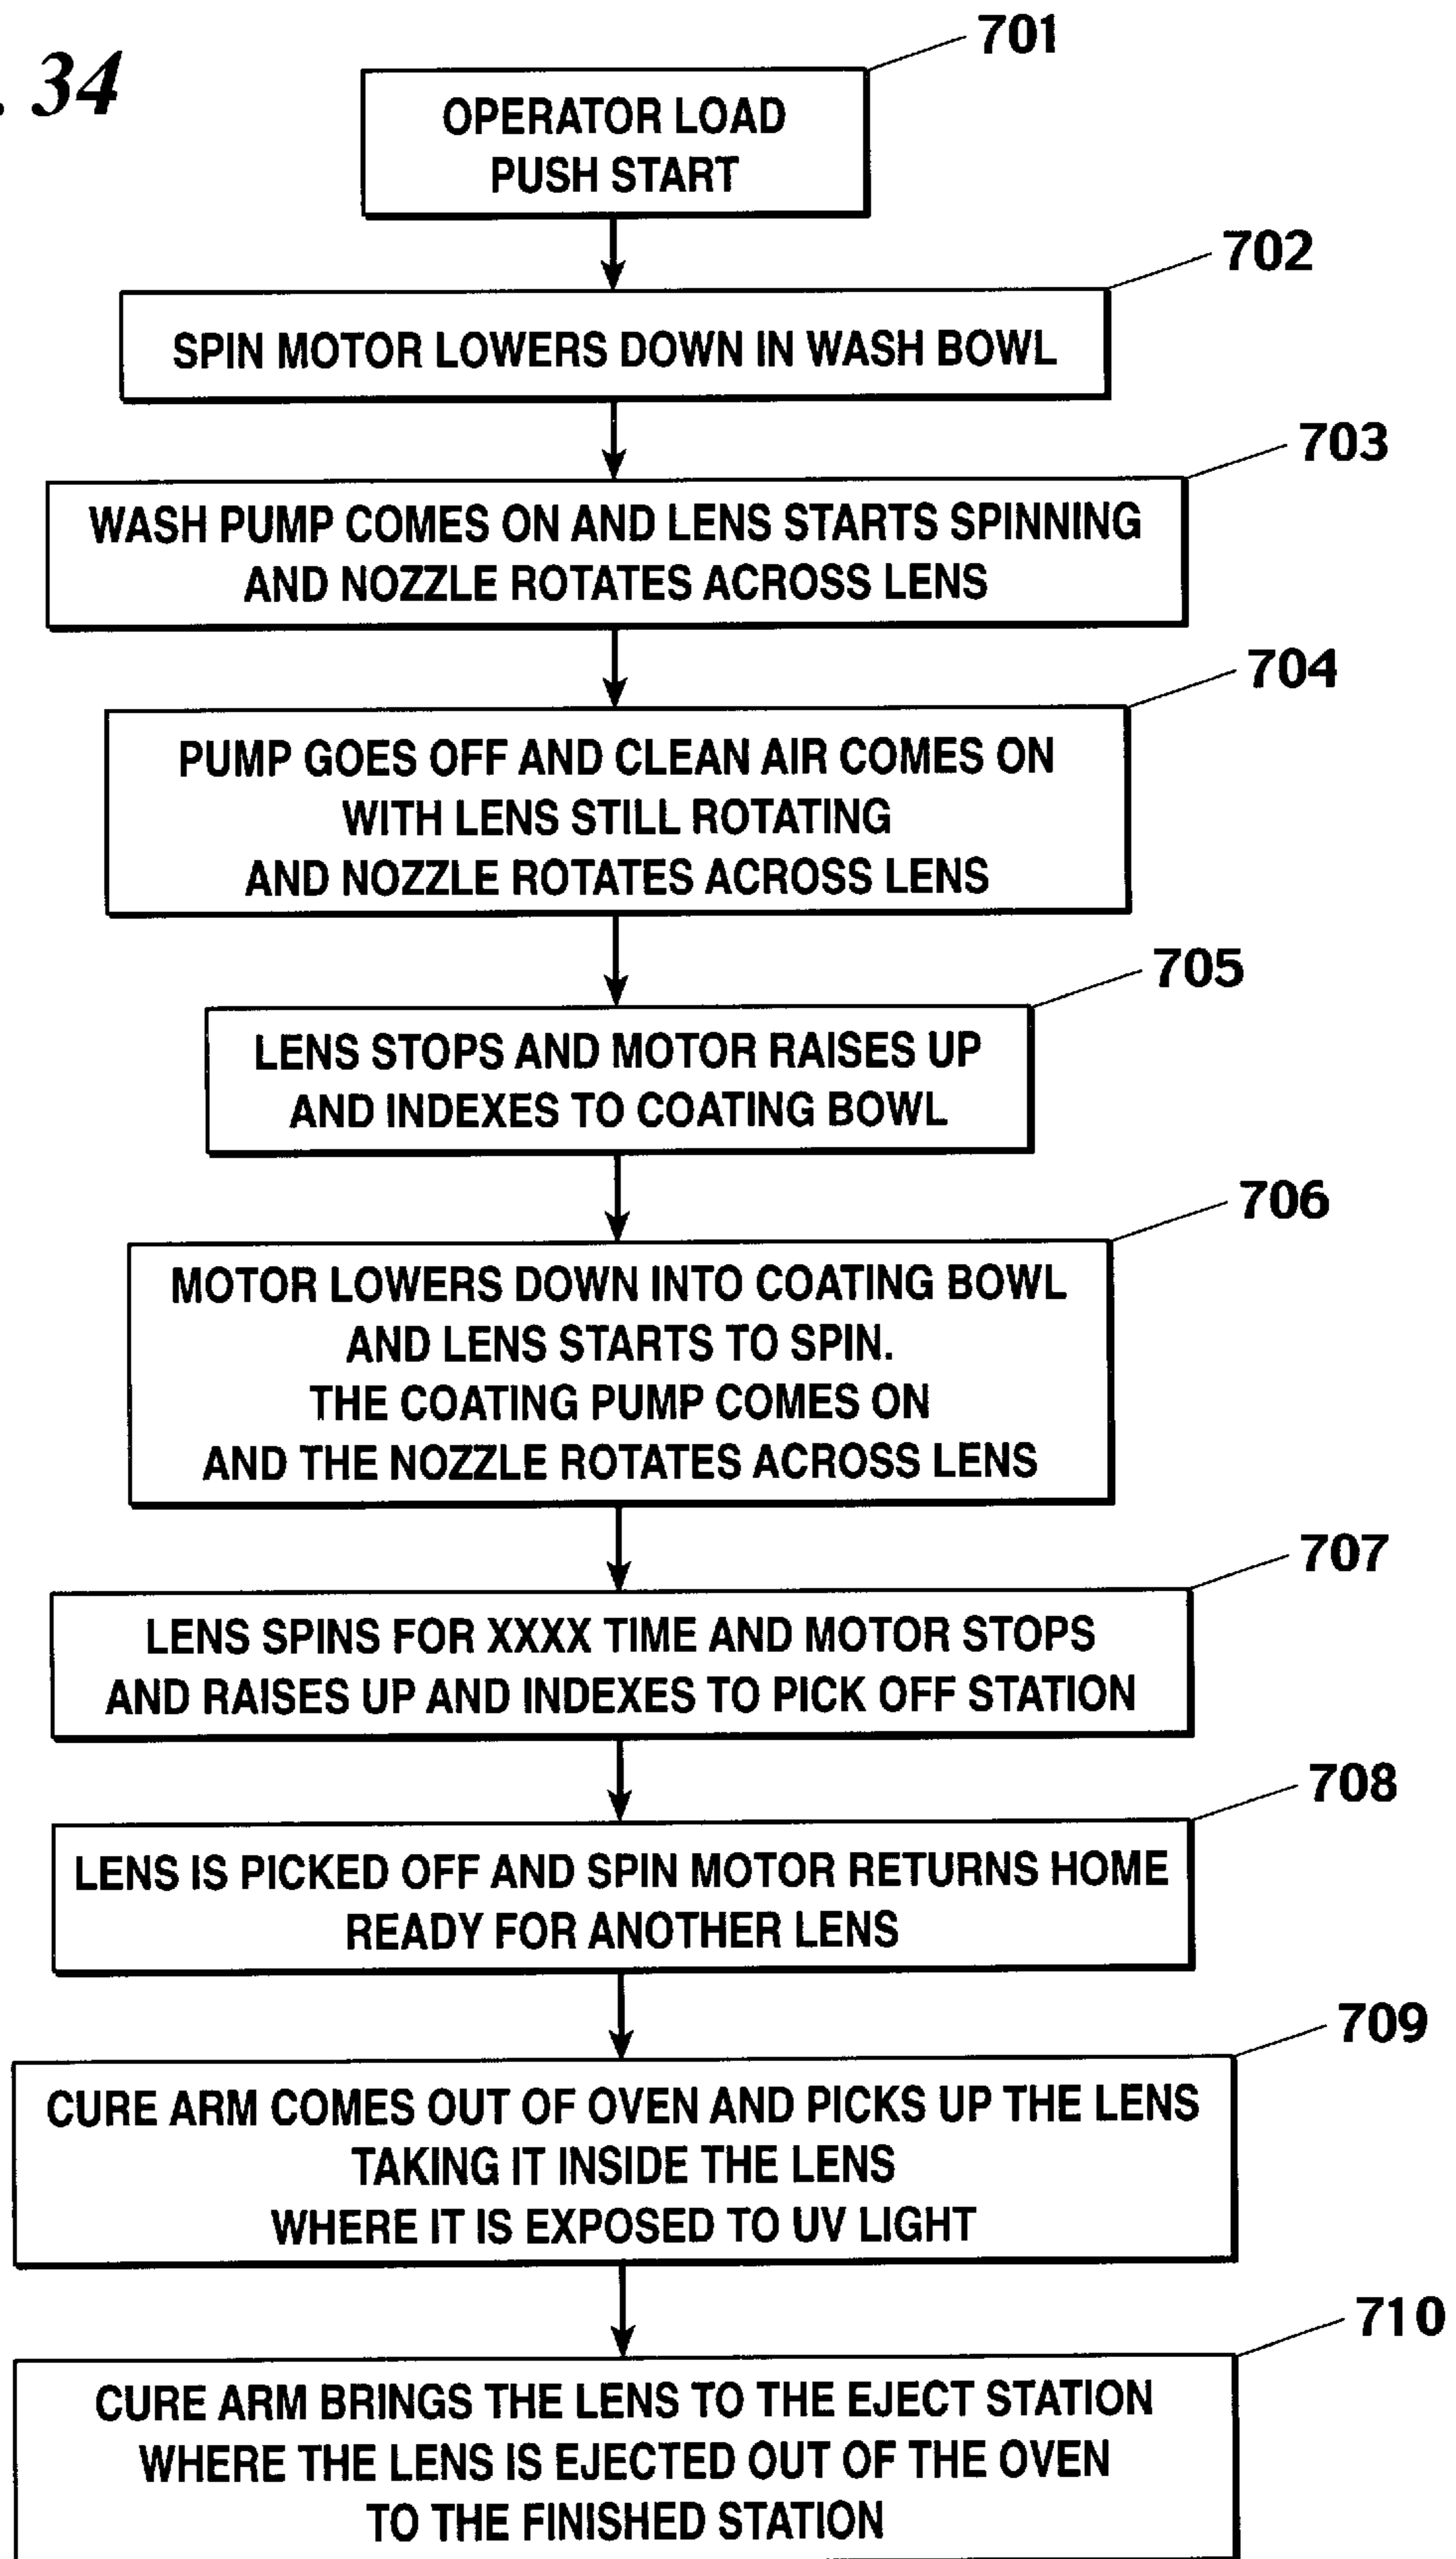 . 34
701
OPERATOR LOAD
PUSH START
702
SPIN MOTOR LOWERS DOWN IN WASH BOWL
703
WASH PUMP COMES ON AND LENS STARTS SPINNING
AND NOZZLE ROTATES ACROSS LENS
704
PUMP GOES OFF AND CLEAN AIR COMES ON
WITH LENS STILL ROTATING
AND NOZZLE ROTATES ACROSS LENS
705
LENS STOPS AND MOTOR RAISES UP
AND INDEXES TO COATING BOWL
706
MOTOR LOWERS DOWN INTO COATING BOWL
AND LENS STARTS TO SPIN.
THE COATING PUMP COMES ON
AND THE NOZZLE ROTATES ACROSS LENS
707
LENS SPINS FOR XXXX TIME AND MOTOR STOPS
AND RAISES UP AND INDEXES TO PICK OFF STATION
708
LENS IS PICKED OFF AND SPIN MOTOR RETURNS HOME
READY FOR ANOTHER LENS
709
CURE ARM COMES OUT OF OVEN AND PICKS UP THE LENS
TAKING IT INSIDE THE LENS
WHERE IT IS EXPOSED TO UV LIGHT
710
CURE ARM BRINGS THE LENS TO THE EJECT STATION
WHERE THE LENS IS EJECTED OUT OF THE OVEN
TO THE FINISHED STATION